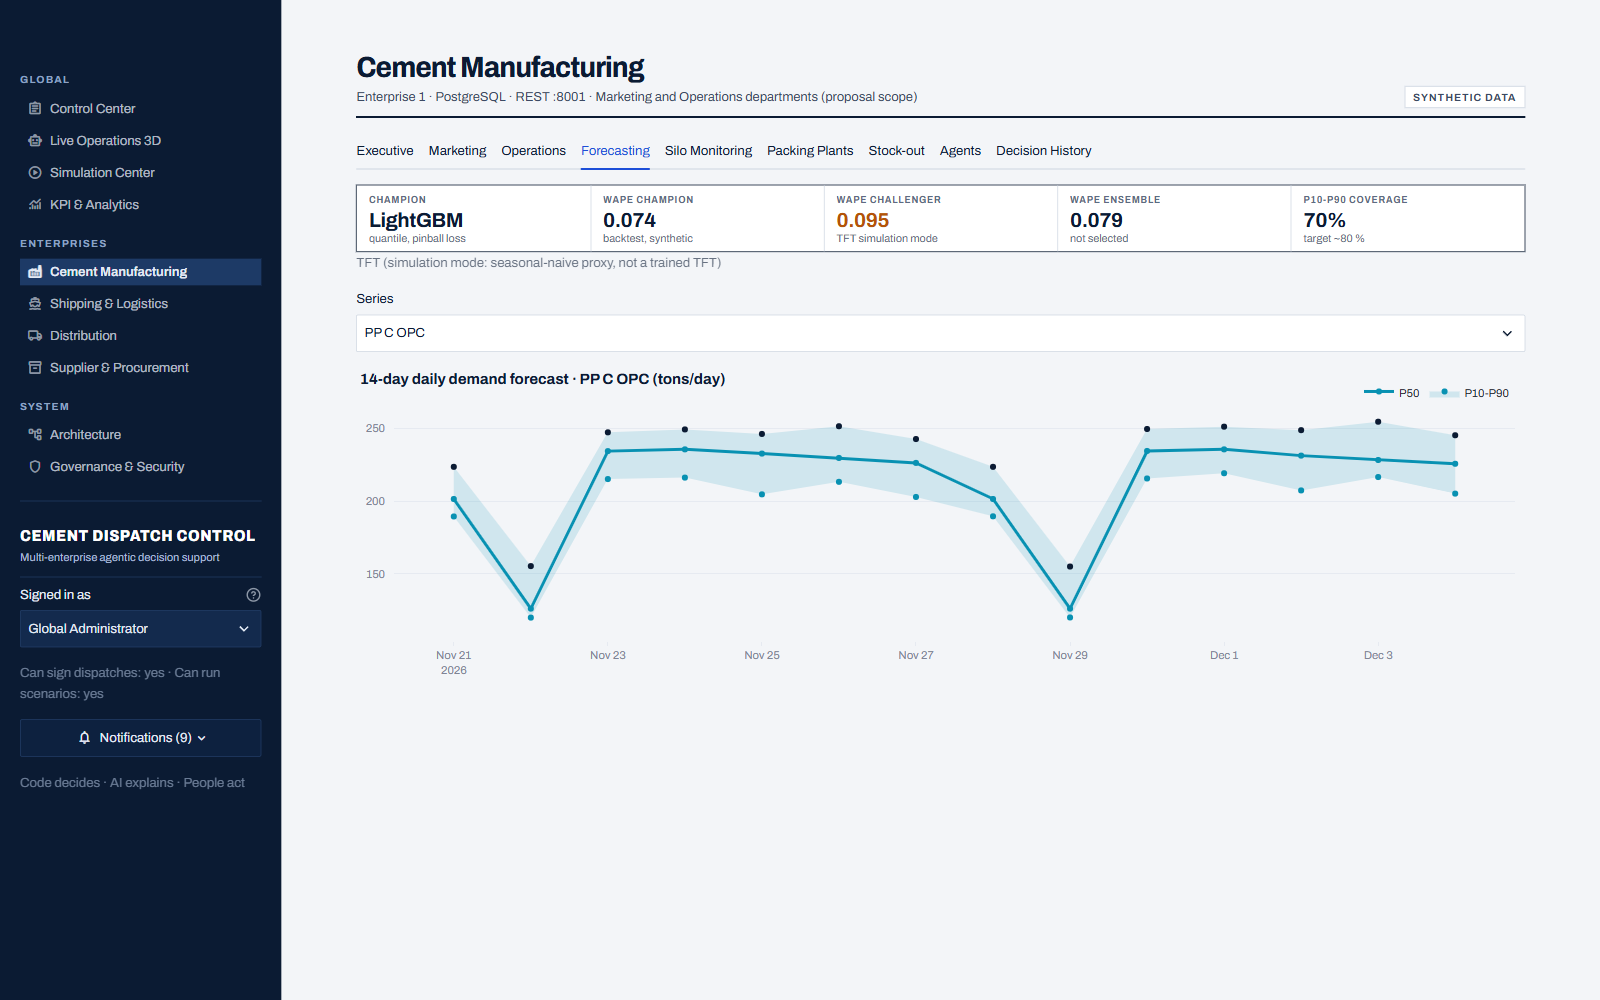 GLOBAL
Control Center
Live Operations 3D
Simulation Center
KPI & Analytics
ENTERPRISES
Cement Manufacturing
Shipping & Logistics
Distribution
Supplier & Procurement
SYSTEM
Architecture
Governance & Security
CEMENT DISPATCH CONTROL
Multi-enterprise agentic decision support
Signed in as
Global Administrator
Can sign dispatches: yes · Can run
scenarios: yes
Notifications (9)
Code decides · AI explains · People act
Cement Manufacturing
Enterprise 1 · PostgreSQL · REST :8001 · Marketing and Operations departments (proposal scope)
SYNTHETIC DATA
Executive Marketing Operations Forecasting Silo Monitoring Packing Plants Stock-out Agents Decision History
CHAMPION
LightGBM
quantile, pinball loss
WAPE CHAMPION
0.074
backtest, synthetic
WAPE CHALLENGER
0.095
TFT simulation mode
WAPE ENSEMBLE
0.079
not selected
P10-P90 COVERAGE
70%
target ~80 %
TFT (simulation mode: seasonal-naive proxy, not a trained TFT)
Series
PP C OPC
14-day daily demand forecast · PP C OPC (tons/day)
P50 P10-P90
250
200
150
Nov 21 Nov 23 Nov 25 Nov 27 Nov 29 Dec 1 Dec 3
2026